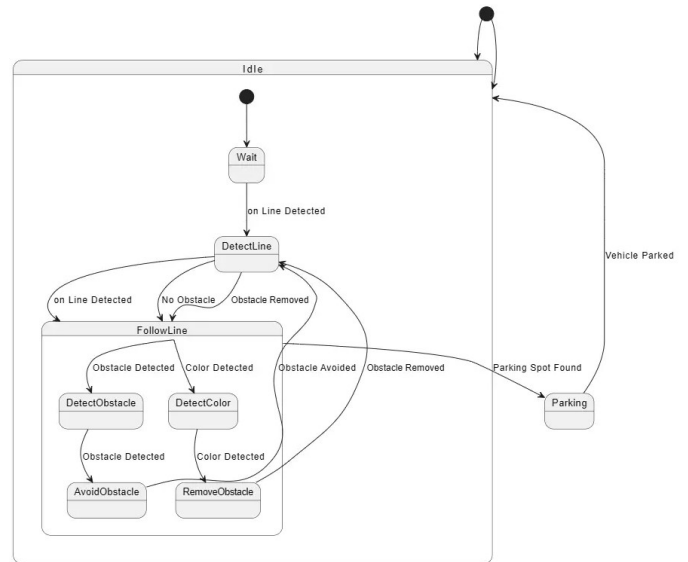 Idle
Wait
on Line Detected
Vehicle Parked
DetectLine
on Line Detected
No Obstacle
Obstacle Removed
FollowLine
Obstacle Detected
Color Detected
Obstacle Avoided
Obstacle Removed
Parking Spot Found
DetectObstacle
DetectColor
Parking
Obstacle Detected
Color Detected
AvoidObstacle
RemoveObstacle